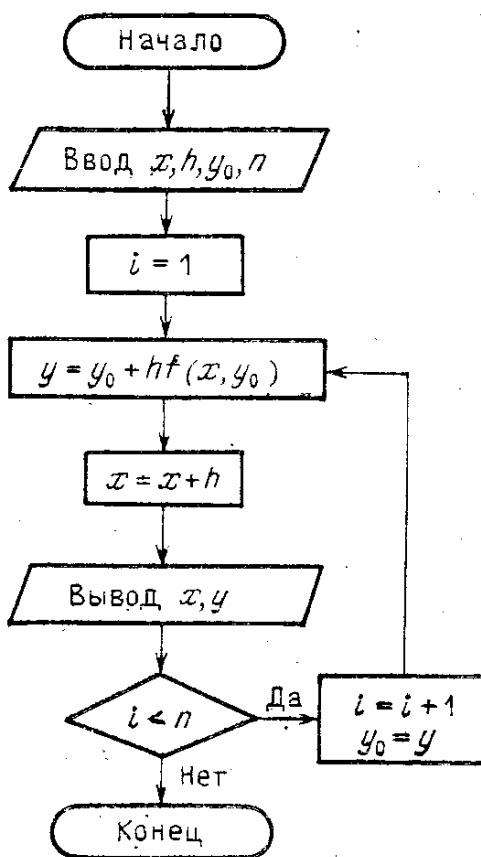 Начало
Ввод x, h, y₀, n
i = 1
y = y₀ + hf(x, y₀)
x = x + h
Вывод x, y
i < n
Да
i = i + 1
y₀ = y
Нет
Конец